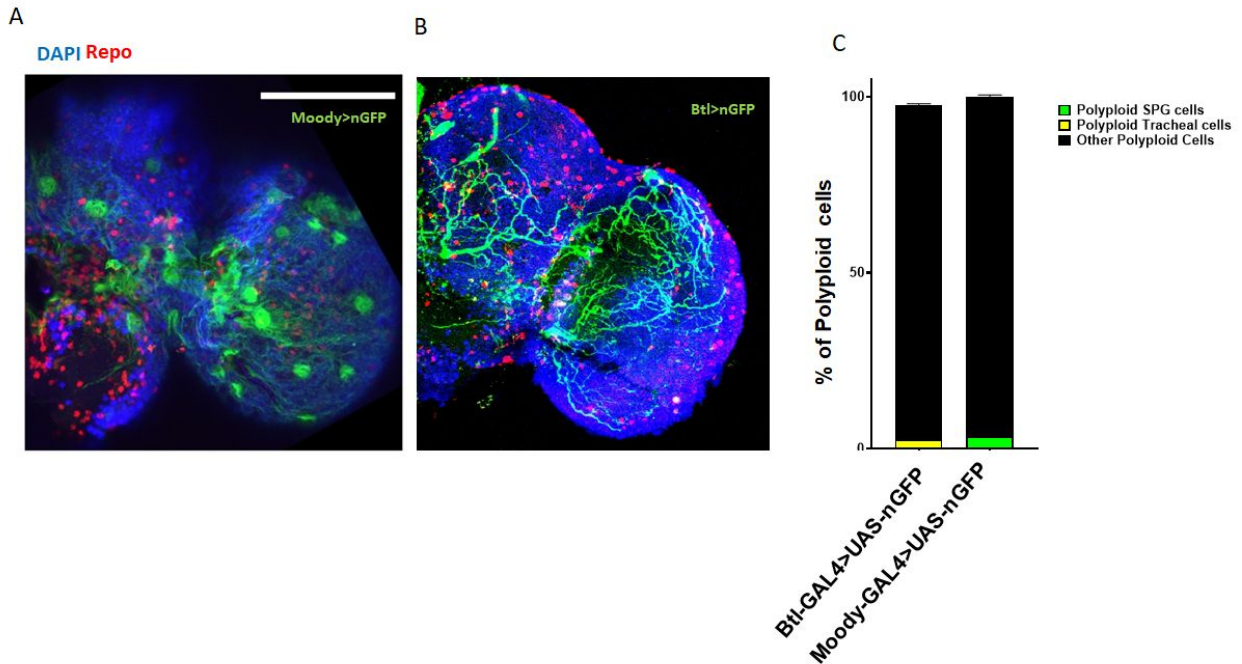 A
DAPI Repo
Moody>nGFP
B
Btl>nGFP
C
100
50
0
% of Polyploid cells
Btl-GAL4>UAS-nGFP
Moody-GAL4>UAS-nGFP
Polyploid SPG cells
Polyploid Tracheal cells
Other Polyploid Cells